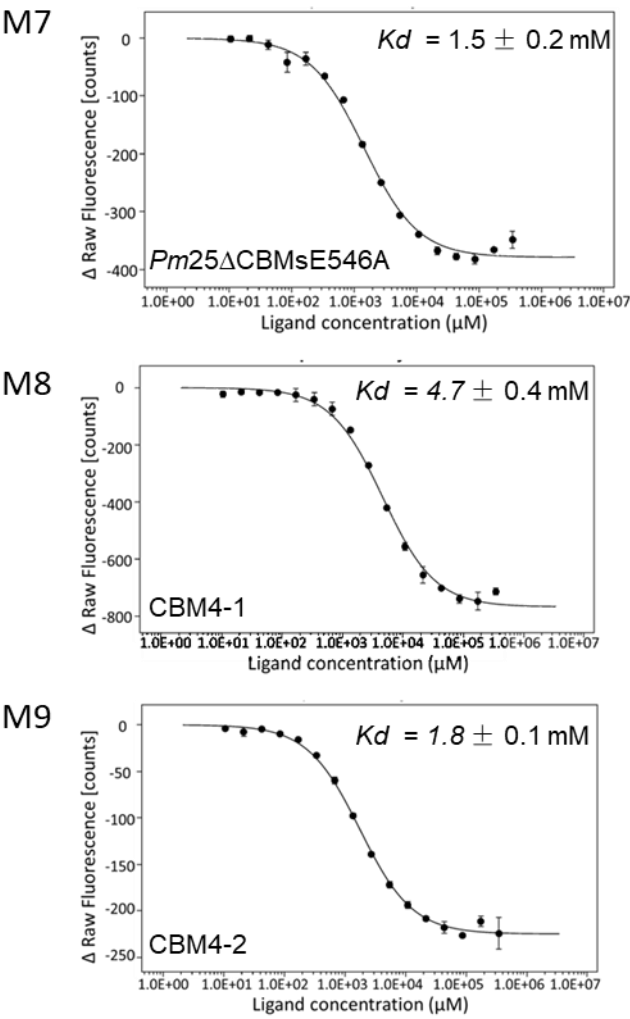 M7
Kd = 1.5 ± 0.2 mM
Δ Raw Fluorescence [counts]
0
-100
-200
-300
-400
Pm25ΔCBMsE546A
1.0E+00 1.0E+01 1.0E+02 1.0E+03 1.0E+04 1.0E+05 1.0E+06 1.0E+07
Ligand concentration (μM)
M8
Kd = 4.7 ± 0.4 mM
Δ Raw Fluorescence [counts]
0
-200
-400
-600
-800
CBM4-1
1.0E+00 1.0E+01 1.0E+02 1.0E+03 1.0E+04 1.0E+05 1.0E+06 1.0E+07
Ligand concentration (μM)
M9
Kd = 1.8 ± 0.1 mM
Δ Raw Fluorescence [counts]
0
-50
-100
-150
-200
-250
CBM4-2
1.0E+00 1.0E+01 1.0E+02 1.0E+03 1.0E+04 1.0E+05 1.0E+06 1.0E+07
Ligand concentration (μM)